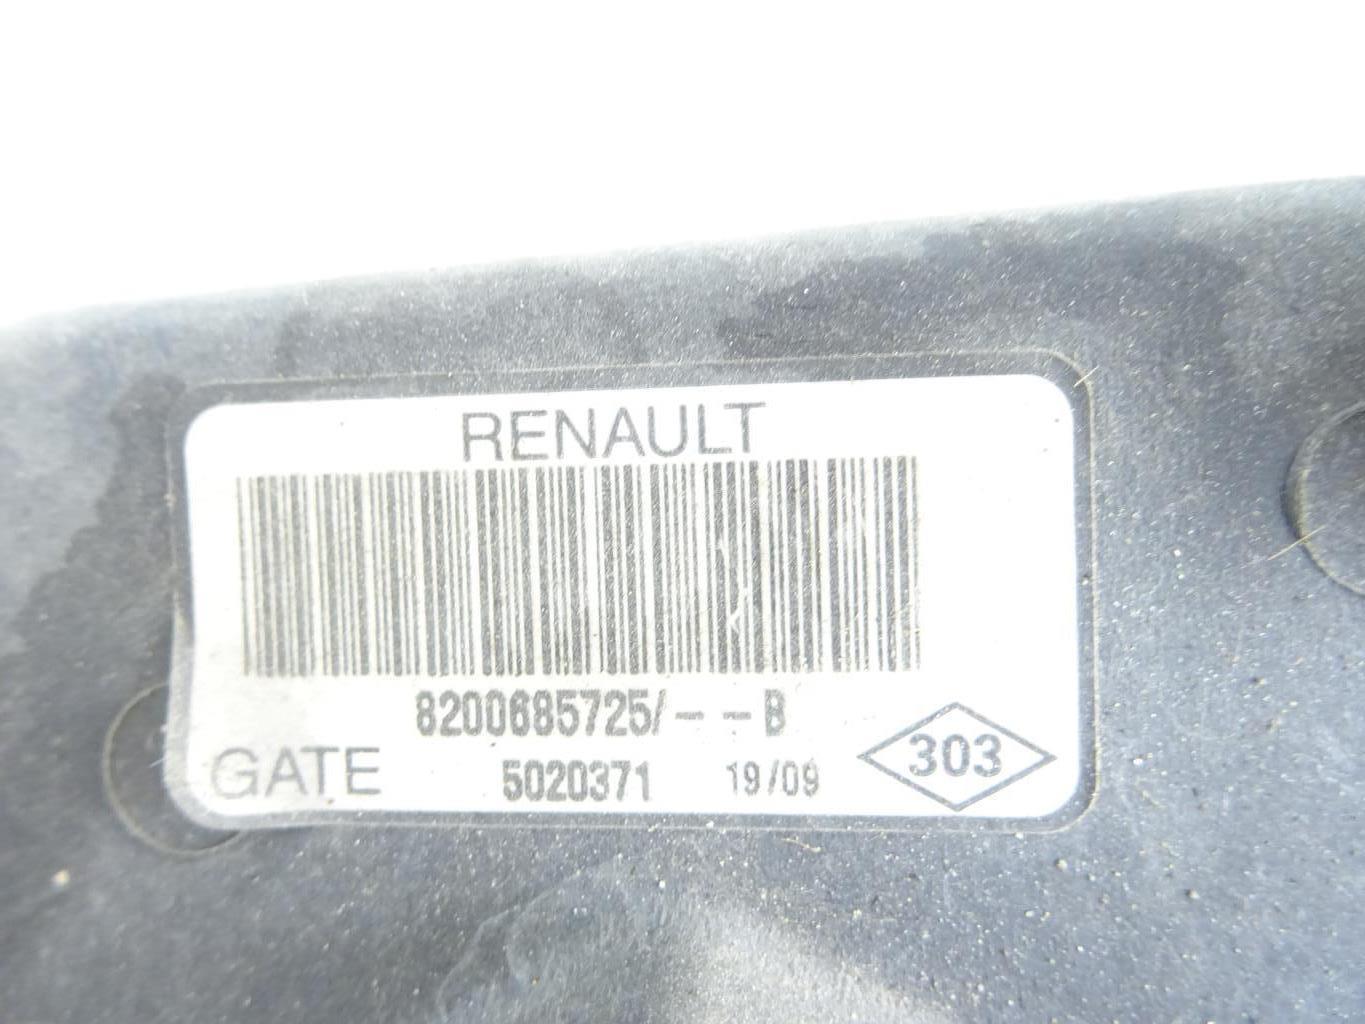 RENAULT
8200685725/--B
GATE 5020371 19/09 303